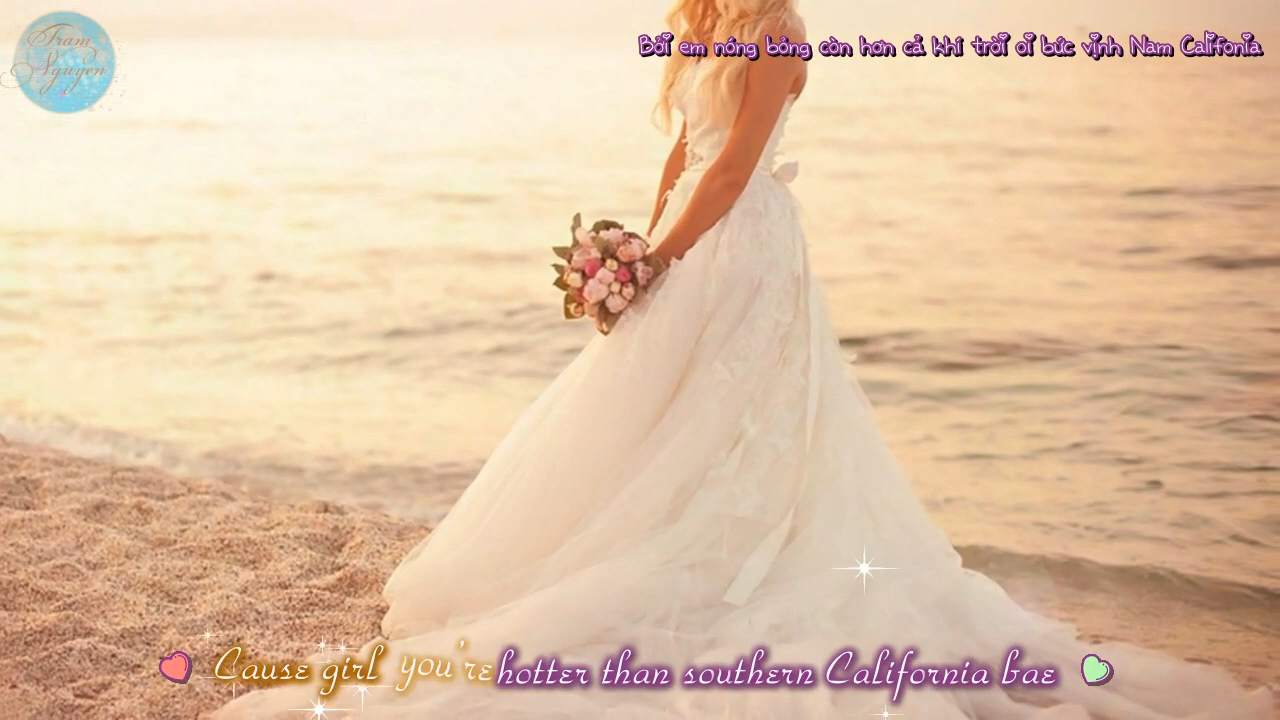 Tram
Nguyen
Bởi em nóng bỏng còn hơn cả khí trời oi bức vịnh Nam Califonia
Cause girl you're hotter than southern California bae